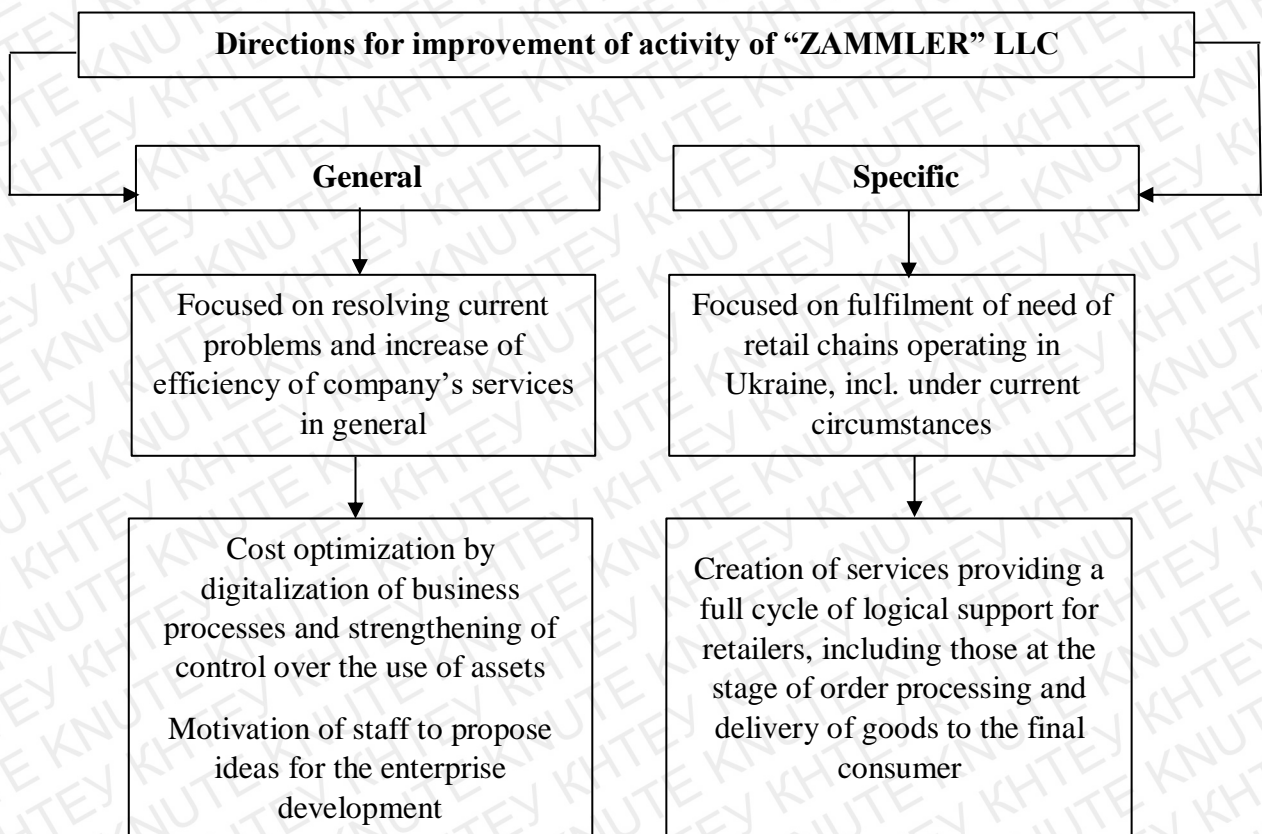 Directions for improvement of activity of “ZAMMLER” LLC
General
Specific
Focused on resolving current
problems and increase of
efficiency of company’s services
in general
Focused on fulfilment of need of
retail chains operating in
Ukraine, incl. under current
circumstances
Cost optimization by
digitalization of business
processes and strengthening of
control over the use of assets
Motivation of staff to propose
ideas for the enterprise
development
Creation of services providing a
full cycle of logical support for
retailers, including those at the
stage of order processing and
delivery of goods to the final
consumer